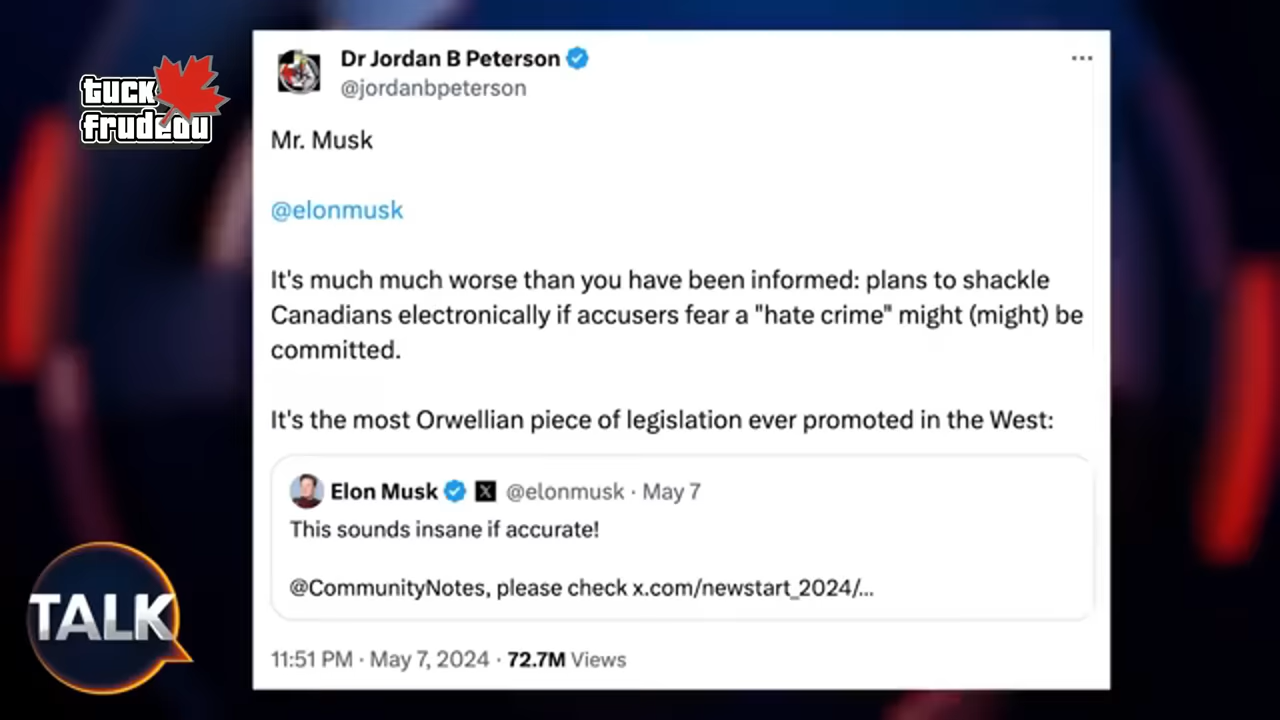 tuck
frudeau
Dr Jordan B Peterson
@jordanbpeterson
Mr. Musk
@elonmusk
It's much much worse than you have been informed: plans to shackle
Canadians electronically if accusers fear a "hate crime" might (might) be
committed.
It's the most Orwellian piece of legislation ever promoted in the West:
Elon Musk X @elonmusk · May 7
This sounds insane if accurate!
@CommunityNotes, please check x.com/newstart_2024/...
11:51 PM · May 7, 2024 · 72.7M Views
TALK